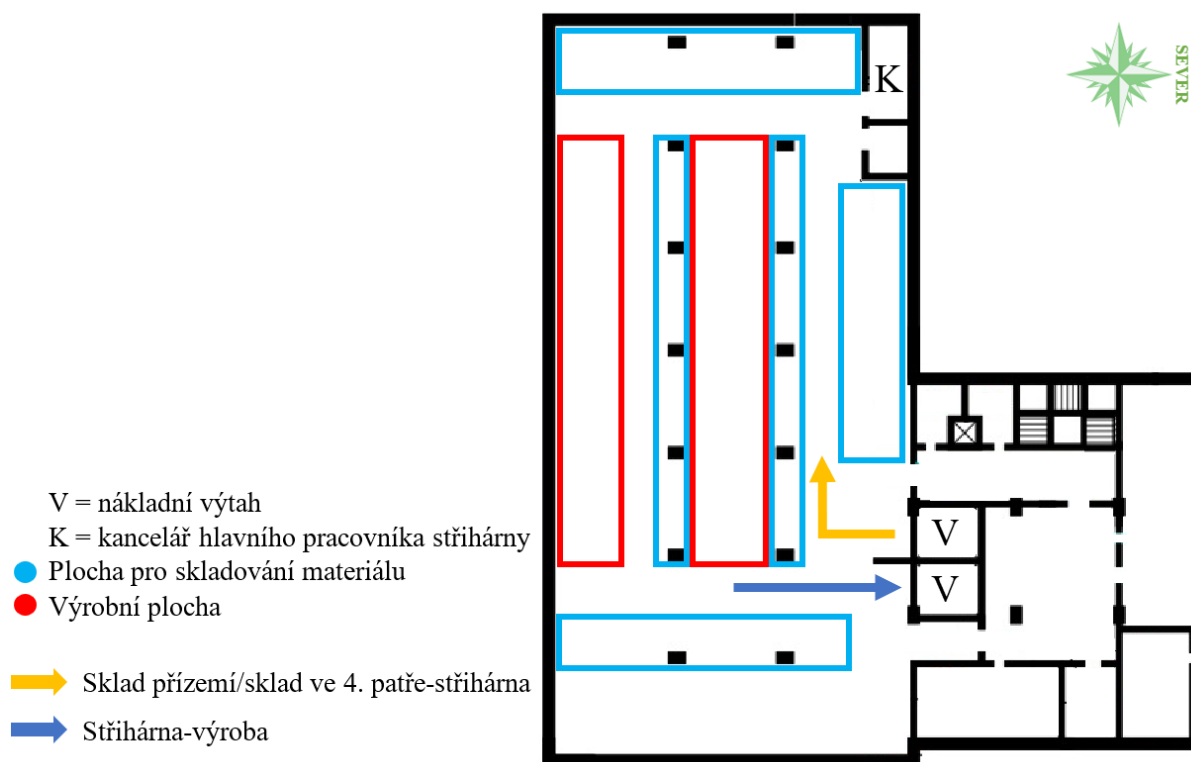 K
SEVER
V = nákladní výtah
K = kancelář hlavního pracovníka střihárny
Plocha pro skladování materiálu
Výrobní plocha
Sklad přízemí/sklad ve 4. patře-střihárna
Střihárna-výroba
V
V